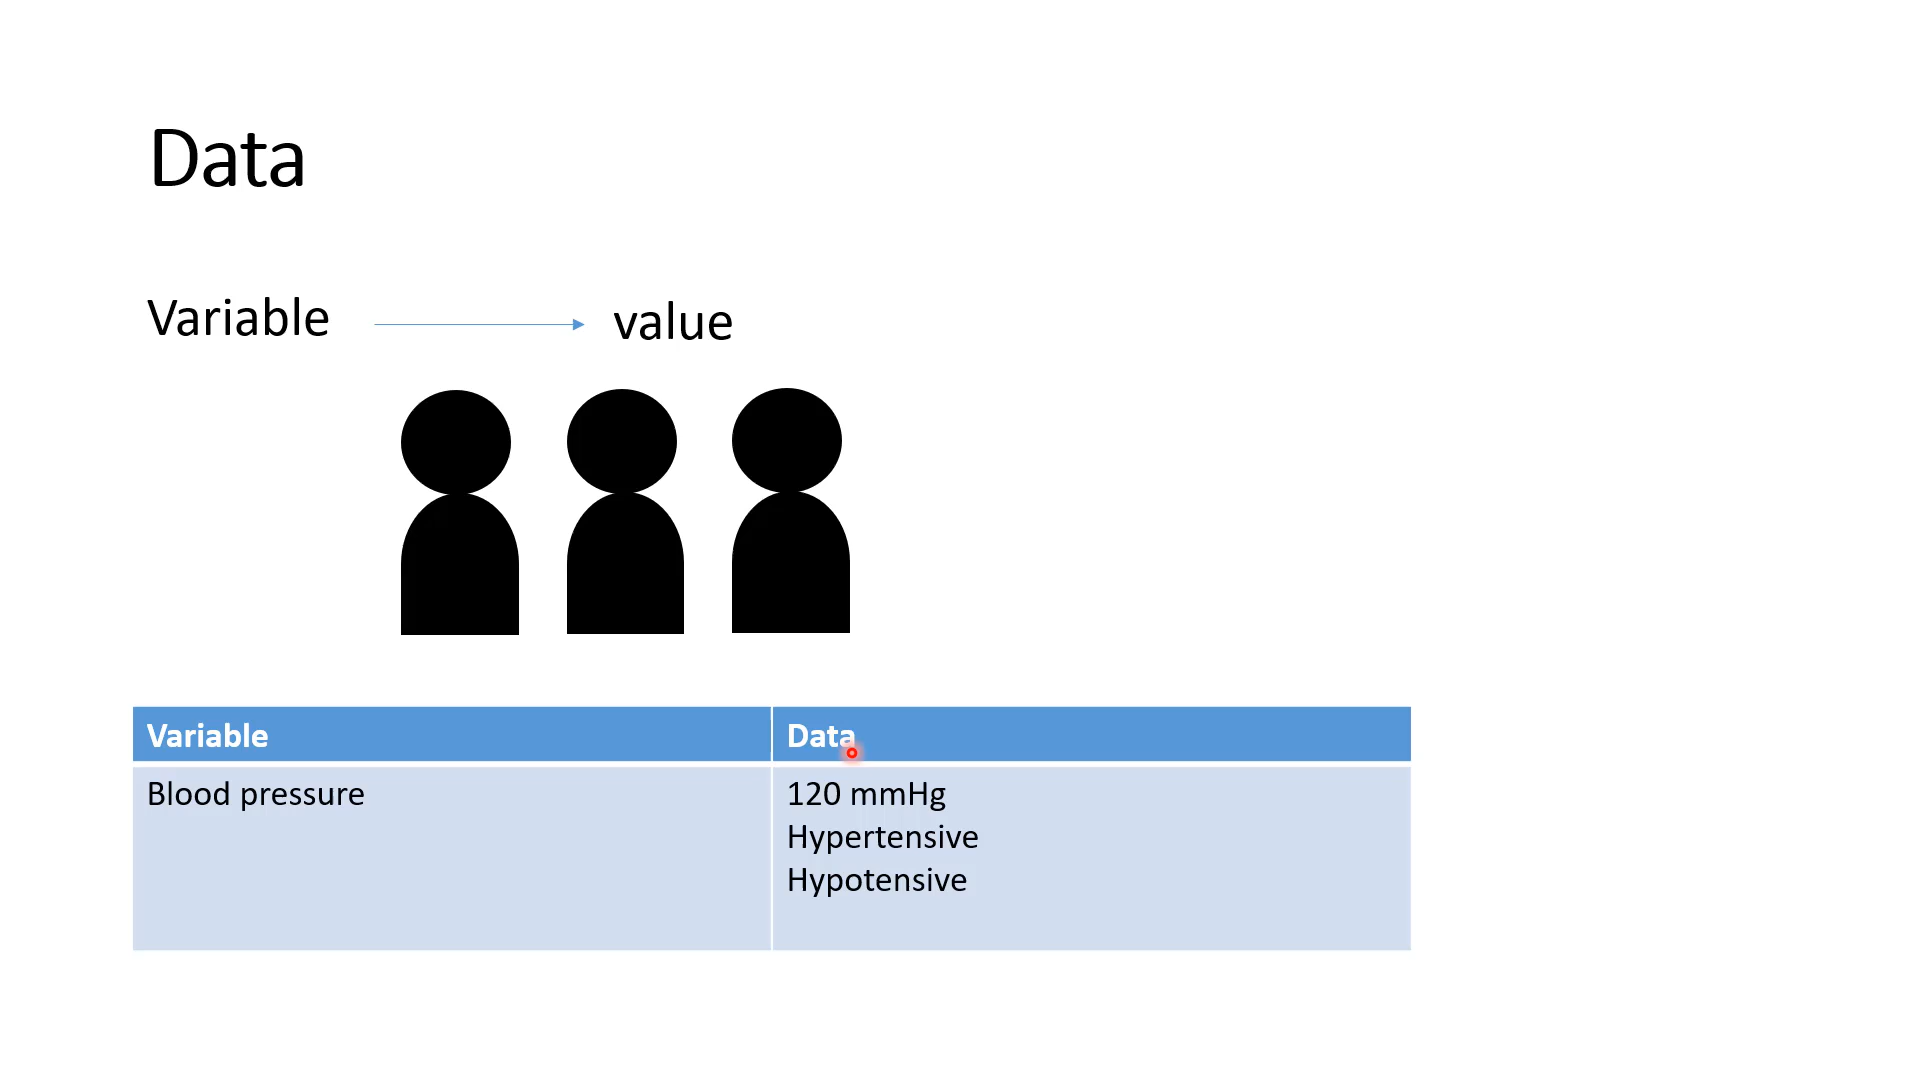 Data
Variable
value
Variable
Data
Blood pressure
120 mmHg
Hypertensive
Hypotensive